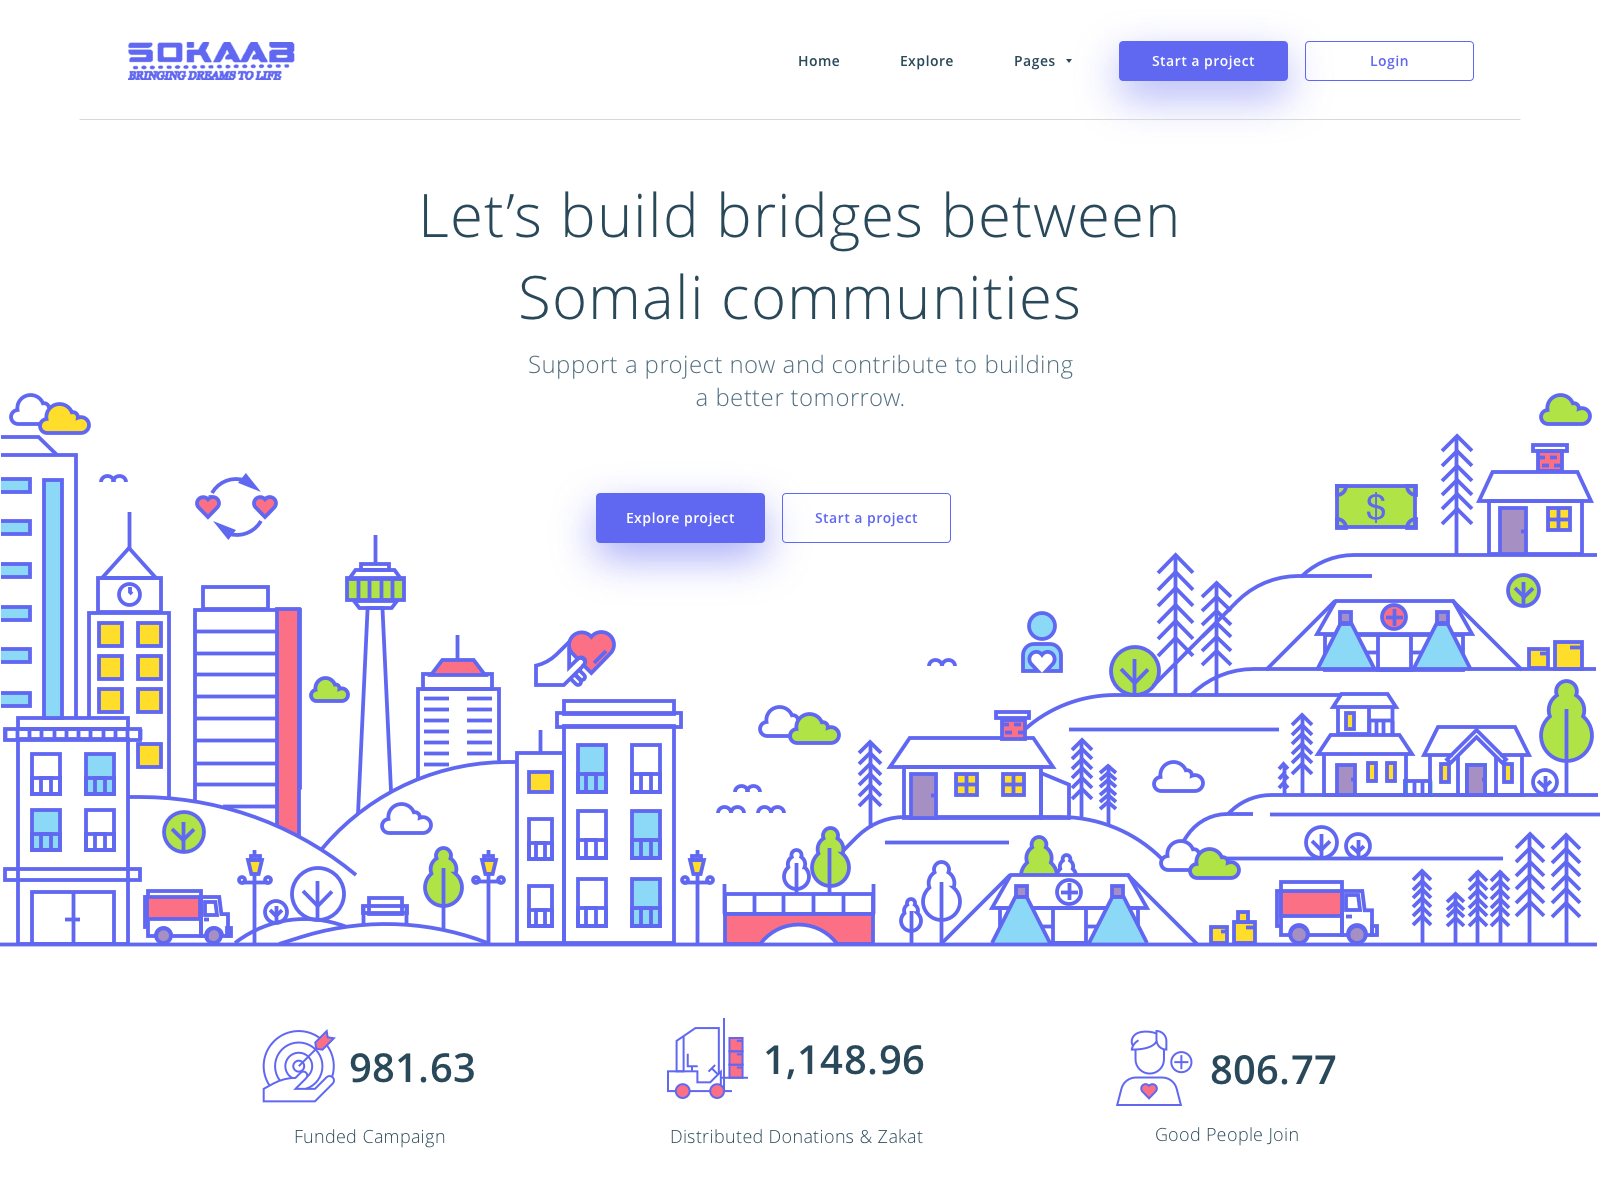 SOKAAB
BRINGING DREAMS TO LIFE
Home
Explore
Pages
Start a project
Login
Let’s build bridges between
Somali communities
Support a project now and contribute to building
a better tomorrow.
Explore project
Start a project
$
981.63
Funded Campaign
1,148.96
Distributed Donations & Zakat
806.77
Good People Join